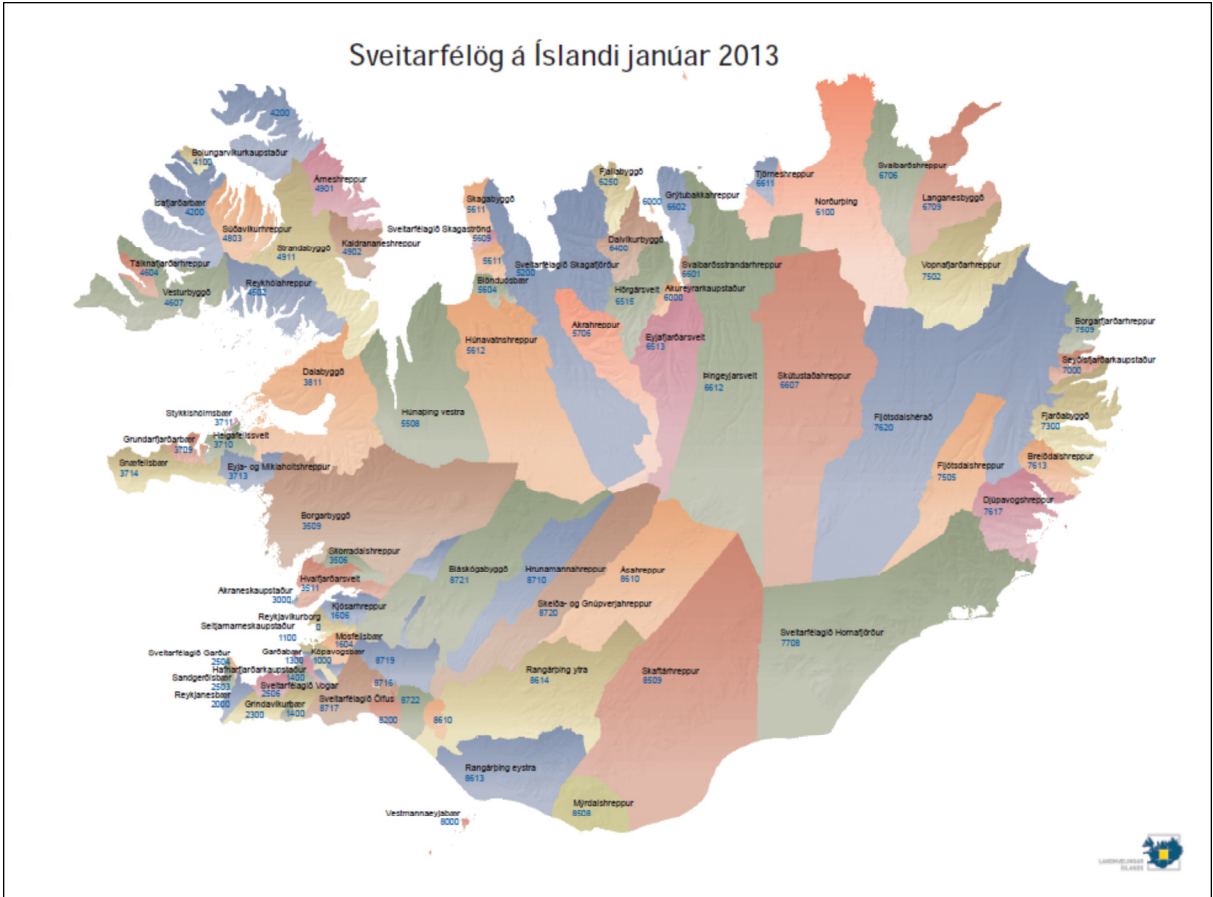 Sveitarfélög á Íslandi janúar 2013
4200
Bolungarvíkurkaupstaður
4100
Árneshreppur
4901
Ísafjarðarbær
4200
Súðavíkurhreppur
4803
Strandabyggð
4911
Kaldrananeshreppur
4902
Tálknafjarðarhreppur
4604
Vesturbyggð
4607
Reykhólahreppur
4502
Skagabyggð
5611
Sveitarfélagið Skagaströnd
5609
5611
Blönduósbær
5604
Sveitarfélagið Skagafjörður
5200
Fjallabyggð
6250
6000
Dalvíkurbyggð
6400
Grýtubakkahreppur
6602
Hörgársveit
6515
Svalbarðsstrandarhreppur
6601
Akureyrarkaupstaður
6000
Akrahreppur
5706
Eyjafjarðarsveit
6513
Tjörneshreppur
6611
Norðurþing
6100
Svalbarðshreppur
6706
Langanesbyggð
6709
Vopnafjarðarhreppur
7502
Borgarfjarðarhreppur
7509
Seyðisfjarðarkaupstaður
7000
Fjarðabyggð
7300
Breiðdalshreppur
7613
Djúpavogshreppur
7617
Fljótsdalshérað
7620
Fljótsdalshreppur
7505
Skútustaðahreppur
6607
Þingeyjarsveit
6612
Húnavatnshreppur
5612
Húnaþing vestra
5508
Dalabyggð
3811
Stykkishólmsbær
3711
Helgafellssveit
3710
Grundarfjarðarbær
3709
Snæfellsbær
3714
Eyja- og Miklaholtshreppur
3713
Borgarbyggð
3609
Skorradalshreppur
3506
Hvalfjarðarsveit
3511
Akraneskaupstaður
3000
Kjósarhreppur
1606
Reykjavíkurborg
0
Seltjarnarneskaupstaður
1100
Mosfellsbær
1604
Garðabær
1300
Kópavogsbær
1000
Hafnarfjarðarkaupstaður
1400
Sveitarfélagið Garður
2504
Sandgerðisbær
2503
Reykjanesbær
2000
Sveitarfélagið Vogar
2506
Grindavíkurbær
2300
1400
Sveitarfélagið Ölfus
8717
8719
8716
8722
8200
8610
Bláskógabyggð
8721
Hrunamannahreppur
8710
Skeiða- og Gnúpverjahreppur
8720
Ásahreppur
8610
Rangárþing ytra
8614
Skaftárhreppur
8509
Sveitarfélagið Hornafjörður
7708
Rangárþing eystra
8613
Mýrdalshreppur
8508
Vestmannaeyjabær
8000
LANDMÆLINGAR
ÍSLANDS